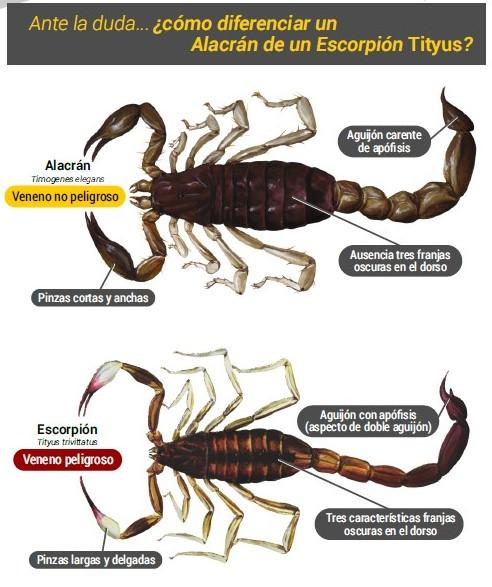 Ante la duda... ¿cómo diferenciar un
Alacrán de un Escorpión Tityus?
Aguijón carente
de apófisis
Alacrán
Timogenes elegans
Veneno no peligroso
Ausencia tres franjas
oscuras en el dorso
Pinzas cortas y anchas
Aguijón con apófisis
(aspecto de doble aguijón)
Escorpión
Tityus trivittatus
Veneno peligroso
Tres características franjas
oscuras en el dorso
Pinzas largas y delgadas